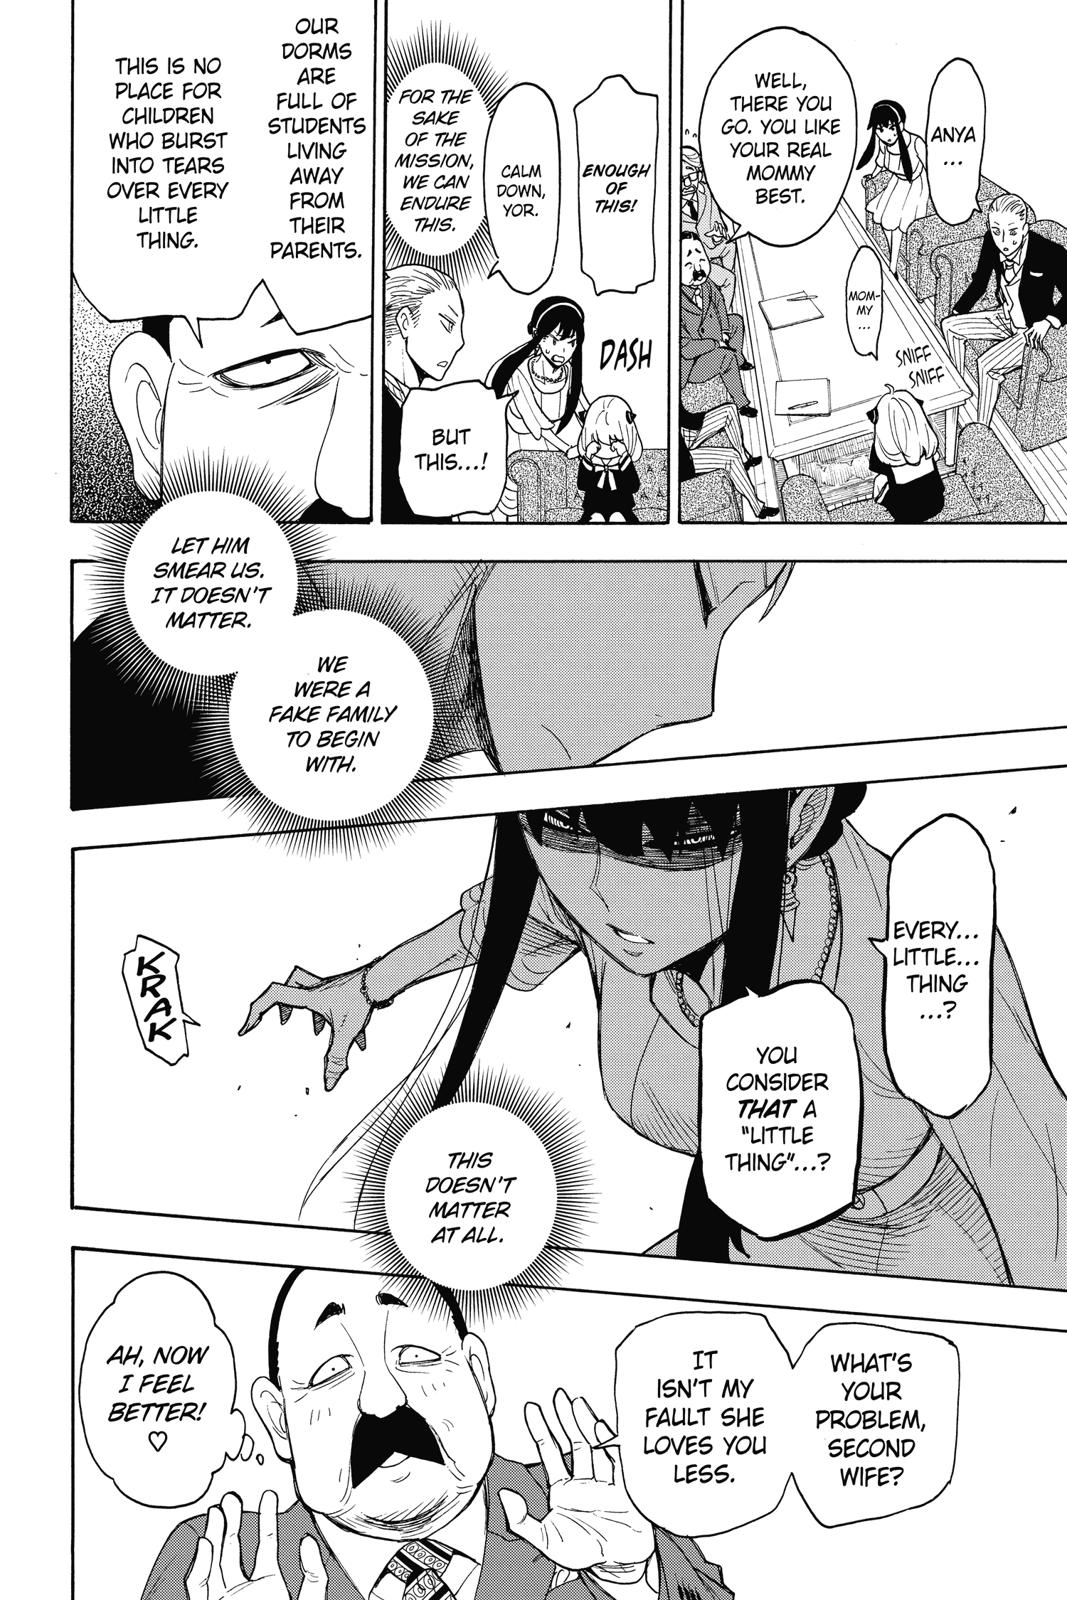 WELL,
THERE YOU
GO. YOU LIKE
YOUR REAL
MOMMY
BEST.
ANYA
...
MOM-
MY
...
SNIFF
SNIFF
ENOUGH
OF
THIS!
DASH
CALM
DOWN,
YOR.
FOR THE
SAKE
OF THE
MISSION,
WE CAN
ENDURE
THIS.
BUT
THIS...!
OUR
DORMS
ARE
FULL OF
STUDENTS
LIVING
AWAY
FROM
THEIR
PARENTS.
THIS IS NO
PLACE FOR
CHILDREN
WHO BURST
INTO TEARS
OVER EVERY
LITTLE
THING.
LET HIM
SMEAR US.
IT DOESN'T
MATTER.
WE
WERE A
FAKE FAMILY
TO BEGIN
WITH.
EVERY...
LITTLE...
THING
...?
YOU
CONSIDER
THAT A
"LITTLE
THING"...?
KRAK
THIS
DOESN'T
MATTER
AT ALL.
WHAT'S
YOUR
PROBLEM,
SECOND
WIFE?
IT
ISN'T MY
FAULT SHE
LOVES YOU
LESS.
AH, NOW
I FEEL
BETTER!
♡